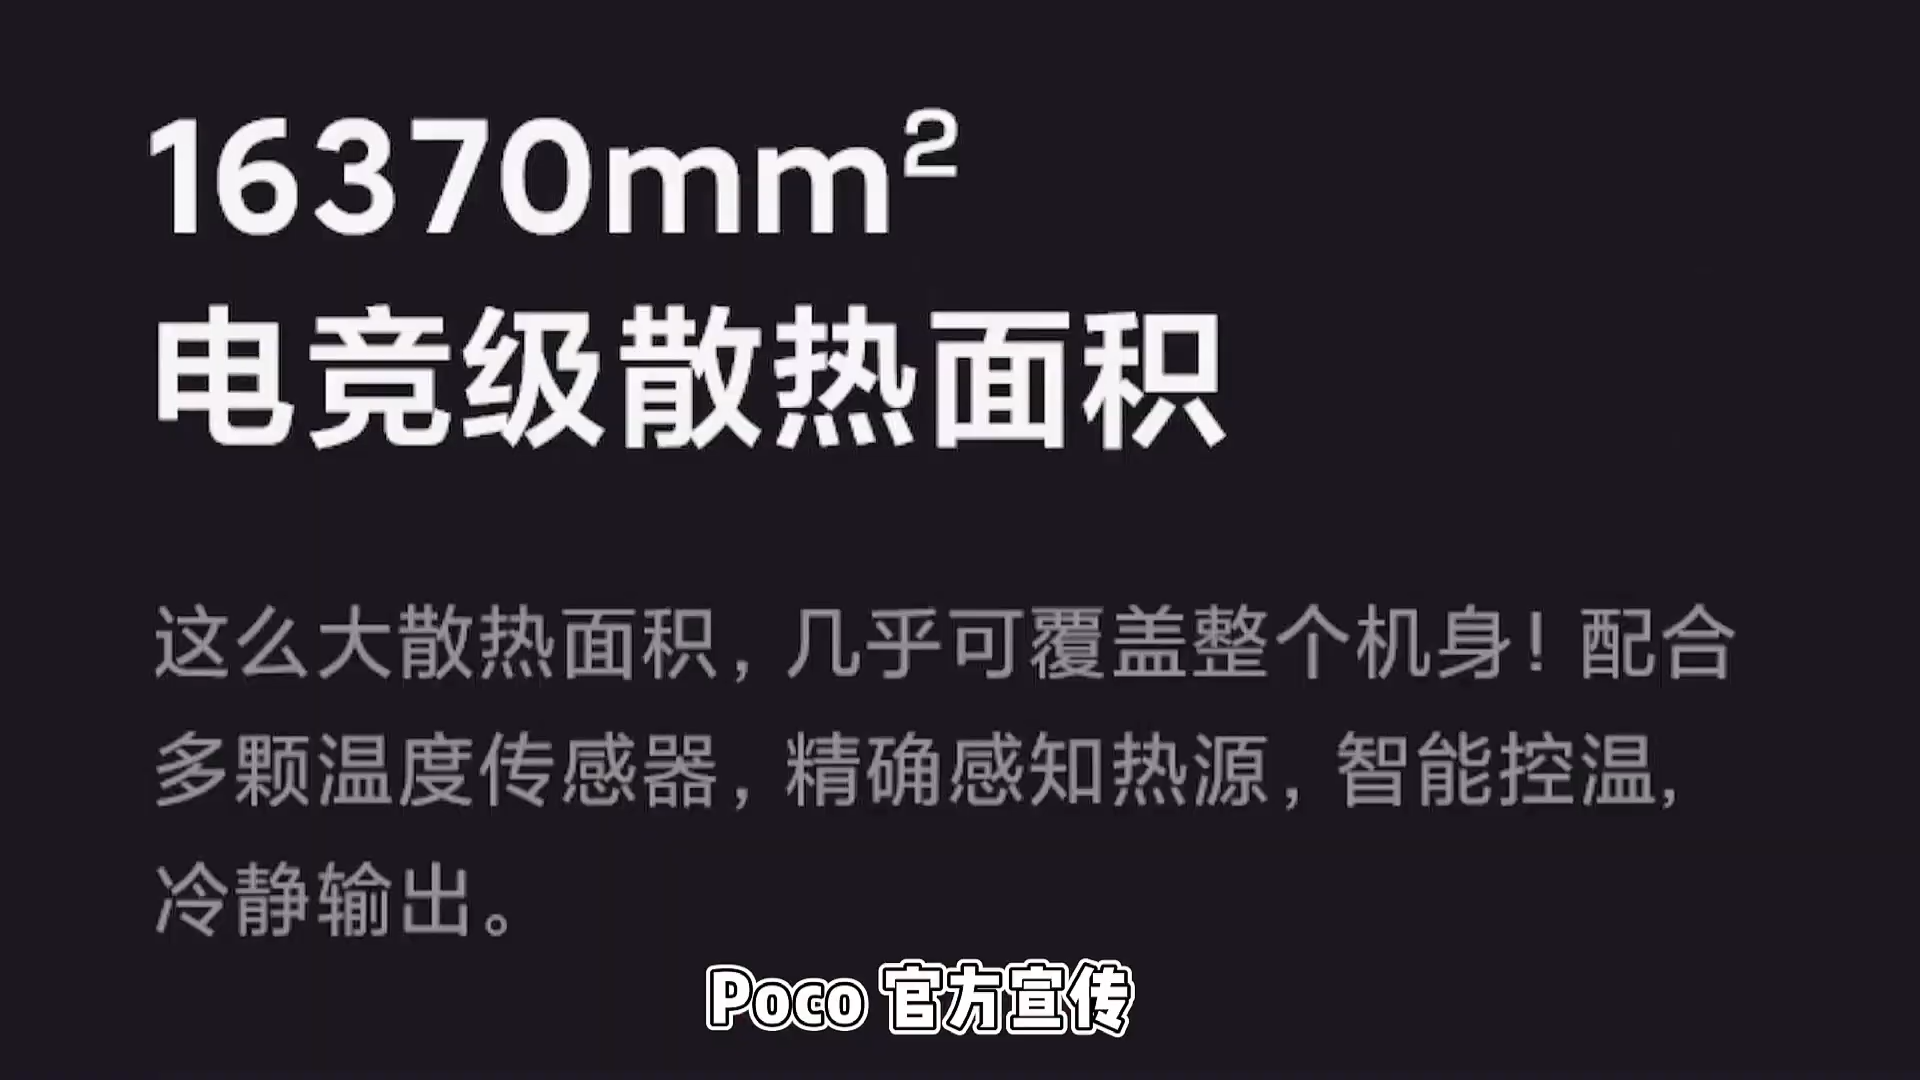 16370mm²
电竞级散热面积
这么大散热面积，几乎可覆盖整个机身！配合
多颗温度传感器，精确感知热源，智能控温，
冷静输出。
Poco 官方宣传